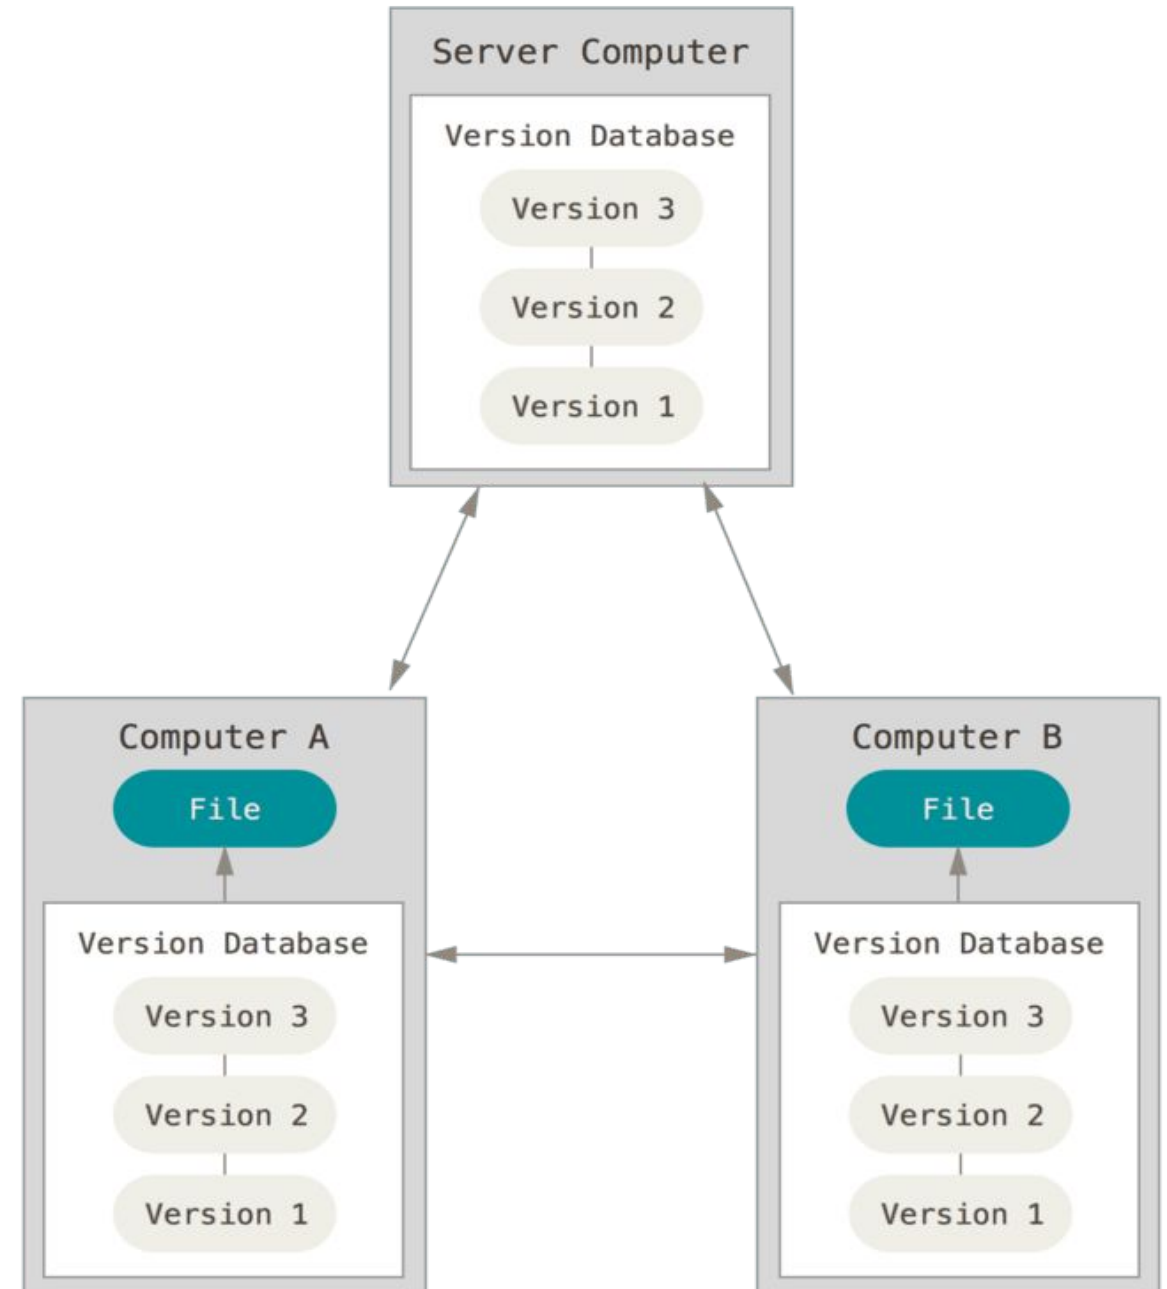 Server Computer
Version Database
Version 3
Version 2
Version 1
Computer A
File
Version Database
Version 3
Version 2
Version 1
Computer B
File
Version Database
Version 3
Version 2
Version 1